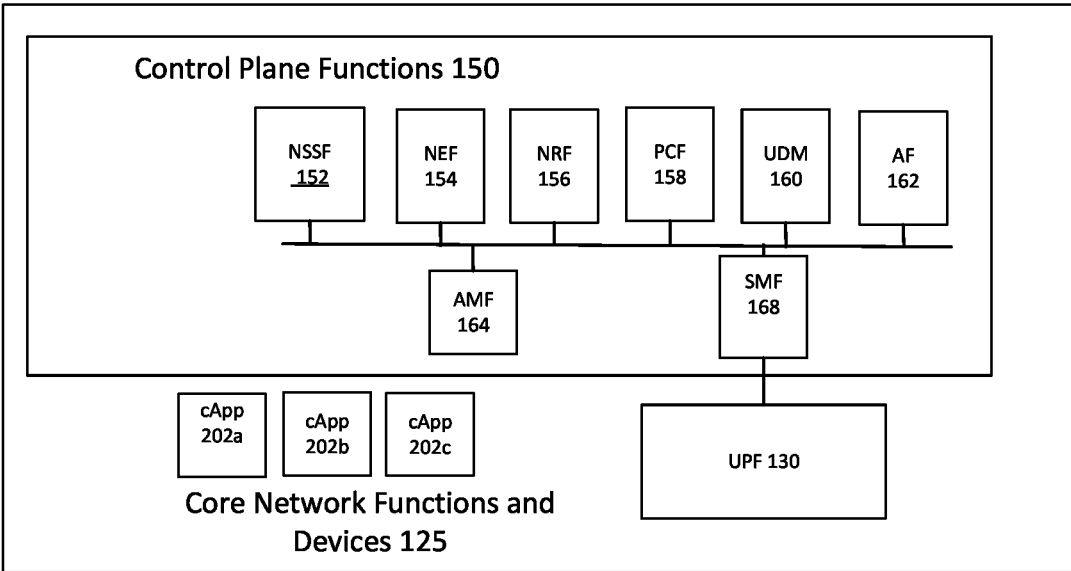 Control Plane Functions 150
NSSF
152
NEF
154
NRF
156
PCF
158
UDM
160
AF
162
AMF
164
SMF
168
cApp
202a
cApp
202b
cApp
202c
UPF 130
Core Network Functions and
Devices 125